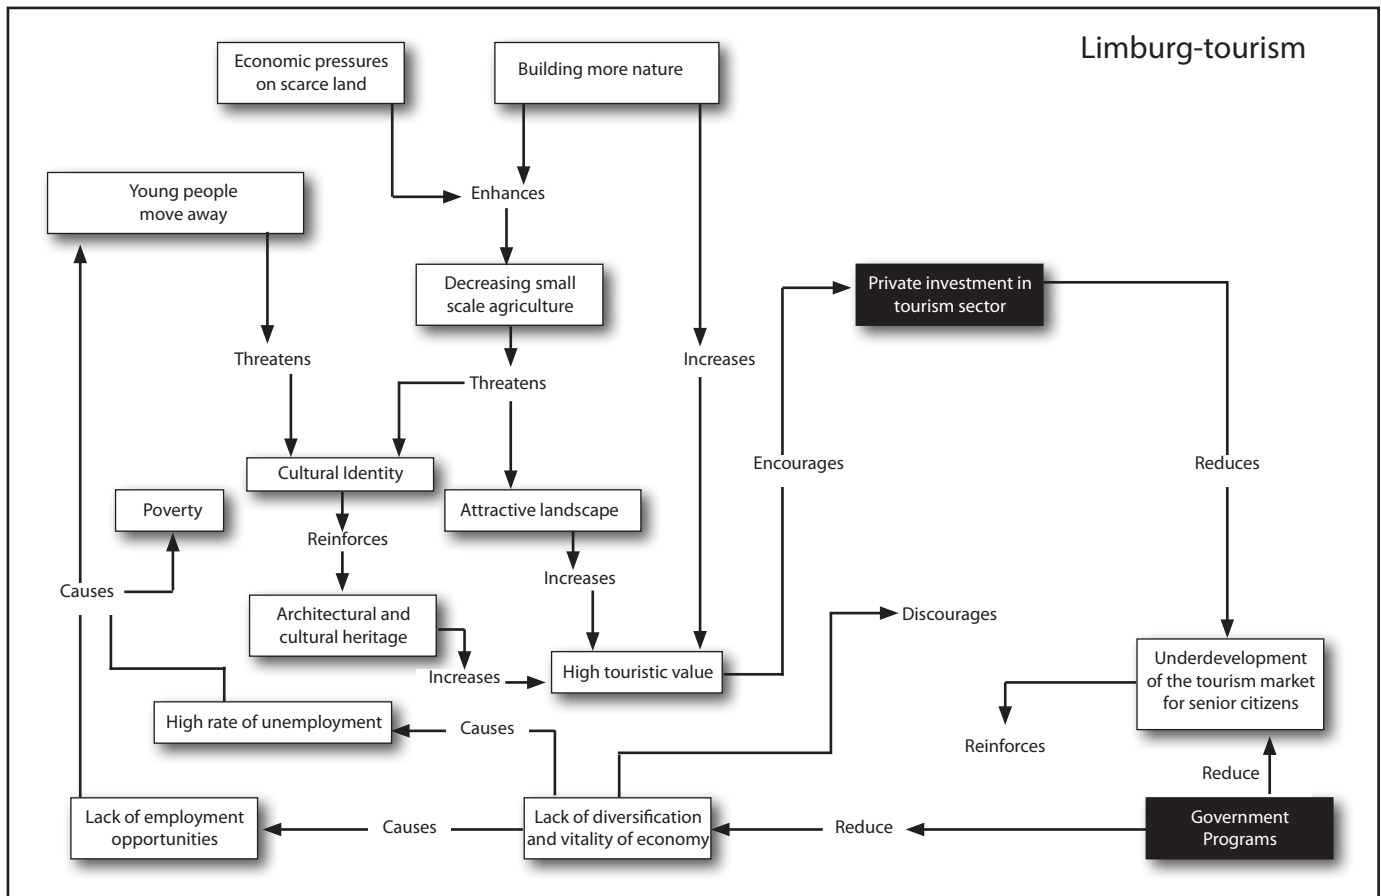 Limburg-tourism
Economic pressures
on scarce land
Building more nature
Young people
move away
Enhances
Decreasing small
scale agriculture
Private investment in
tourism sector
Threatens
Increases
Threatens
Encourages
Reduces
Cultural Identity
Poverty
Attractive landscape
Reinforces
Increases
Causes
Architectural and
cultural heritage
Discourages
Increases
High touristic value
Underdevelopment
of the tourism market
for senior citizens
High rate of unemployment
Causes
Reinforces
Reduce
Lack of employment
opportunities
Causes
Lack of diversification
and vitality of economy
Reduce
Government
Programs